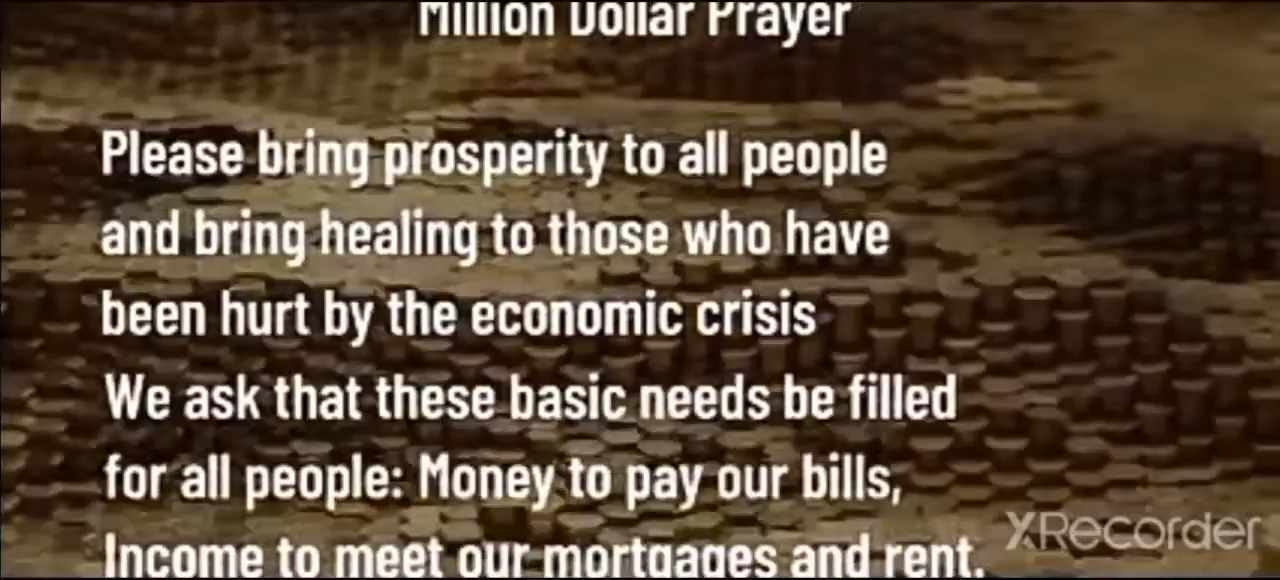 Million Dollar Prayer
Please bring prosperity to all people
and bring healing to those who have
been hurt by the economic crisis
We ask that these basic needs be filled
for all people: Money to pay our bills,
Income to meet our mortgages and rent.
XRecorder